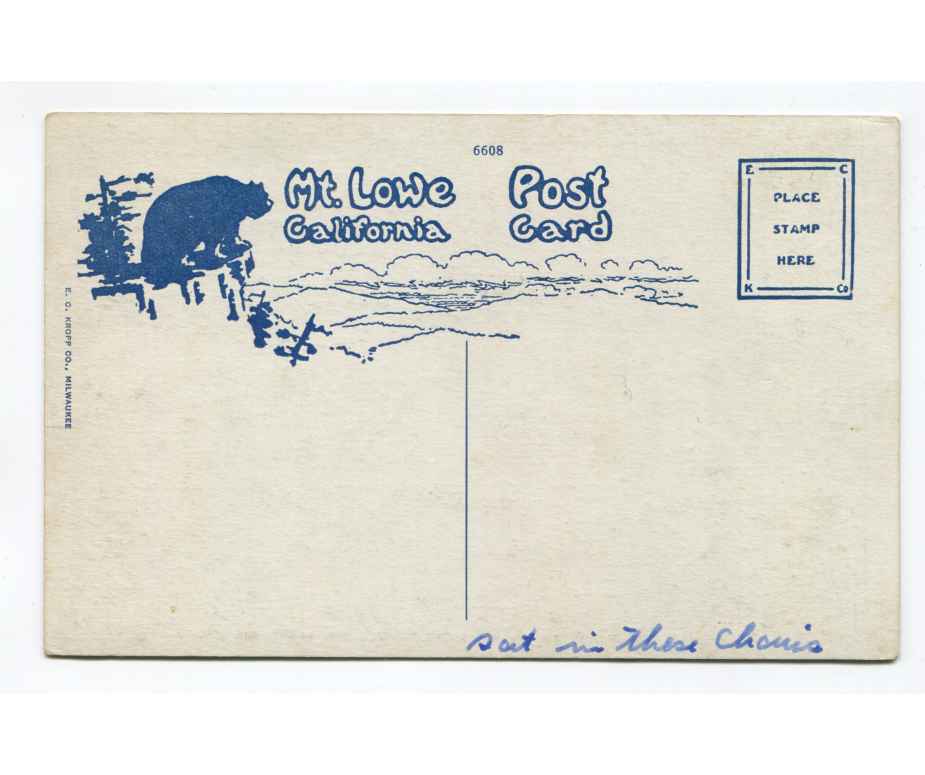 6608
Mt. Lowe
California
Post
Card
E C
PLACE
STAMP
HERE
K Co
E. C. KROPP CO., MILWAUKEE
sat in these Chairs